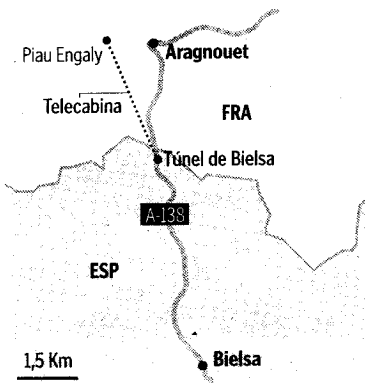 Piau Engaly
Aragnouet
Telecabina
FRA
Túnel de Bielsa
A-138
ESP
Bielsa
1,5 Km